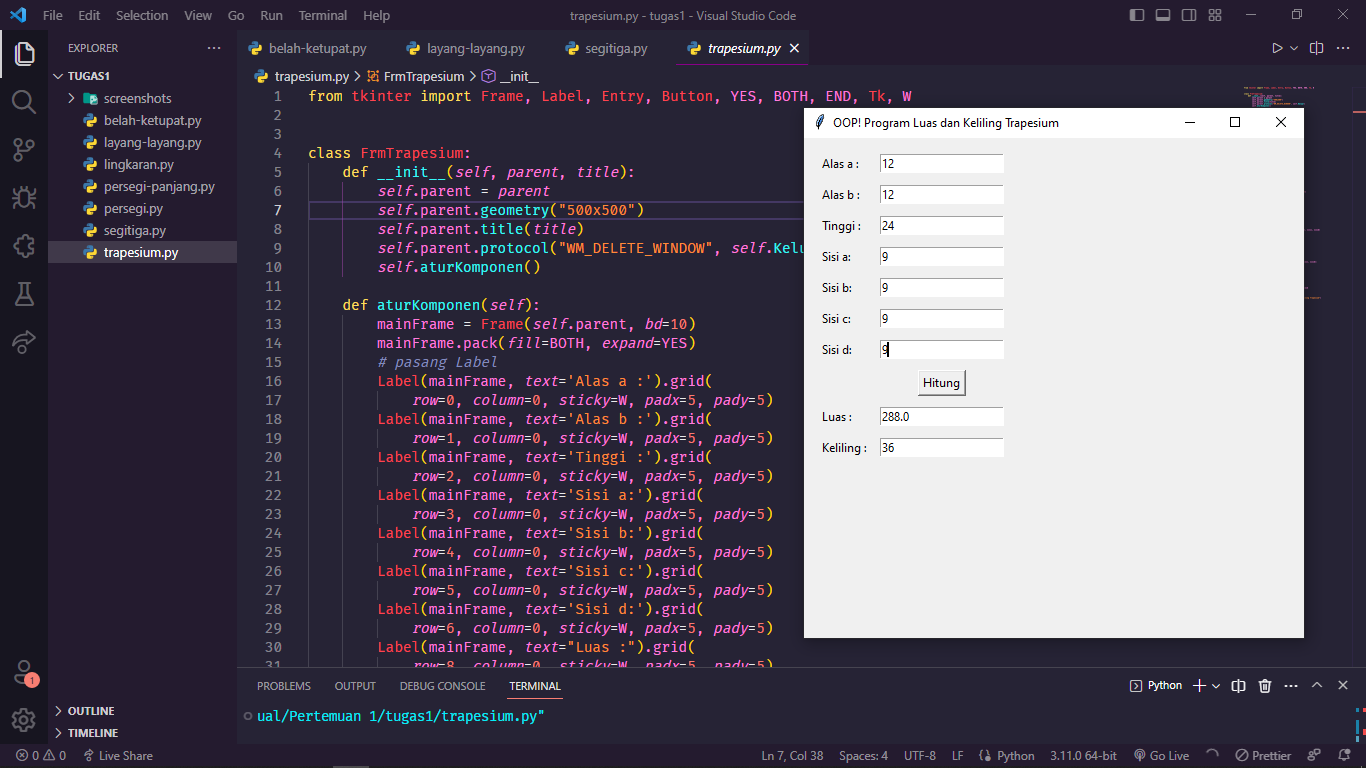 File Edit Selection View Go Run Terminal Help
trapesium.py - tugas1 - Visual Studio Code
EXPLORER
TUGAS1
screenshots
belah-ketupat.py
layang-layang.py
lingkaran.py
persegi-panjang.py
persegi.py
segitiga.py
trapesium.py
OUTLINE
TIMELINE
belah-ketupat.py layang-layang.py segitiga.py trapesium.py
trapesium.py > FrmTrapesium > __init__
1 from tkinter import Frame, Label, Entry, Button, YES, BOTH, END, Tk, W
2
3
4 class FrmTrapesium:
5 def __init__(self, parent, title):
6 self.parent = parent
7 self.parent.geometry("500x500")
8 self.parent.title(title)
9 self.parent.protocol("WM_DELETE_WINDOW", self.Kelu
10 self.aturKomponen()
11
12 def aturKomponen(self):
13 mainFrame = Frame(self.parent, bd=10)
14 mainFrame.pack(fill=BOTH, expand=YES)
15 # pasang Label
16 Label(mainFrame, text='Alas a :').grid(
17 row=0, column=0, sticky=W, padx=5, pady=5)
18 Label(mainFrame, text='Alas b :').grid(
19 row=1, column=0, sticky=W, padx=5, pady=5)
20 Label(mainFrame, text='Tinggi :').grid(
21 row=2, column=0, sticky=W, padx=5, pady=5)
22 Label(mainFrame, text='Sisi a:').grid(
23 row=3, column=0, sticky=W, padx=5, pady=5)
24 Label(mainFrame, text='Sisi b:').grid(
25 row=4, column=0, sticky=W, padx=5, pady=5)
26 Label(mainFrame, text='Sisi c:').grid(
27 row=5, column=0, sticky=W, padx=5, pady=5)
28 Label(mainFrame, text='Sisi d:').grid(
29 row=6, column=0, sticky=W, padx=5, pady=5)
30 Label(mainFrame, text="Luas :").grid(
31 row=8, column=0, sticky=W, padx=5, pady=5)
OOP! Program Luas dan Keliling Trapesium
Alas a : 12
Alas b : 12
Tinggi : 24
Sisi a: 9
Sisi b: 9
Sisi c: 9
Sisi d: 9
Hitung
Luas : 288.0
Keliling : 36
PROBLEMS OUTPUT DEBUG CONSOLE TERMINAL
Python
ual/Pertemuan 1/tugas1/trapesium.py"
1
0 0 Live Share
Ln 7, Col 38 Spaces: 4 UTF-8 LF Python 3.11.0 64-bit Go Live Prettier